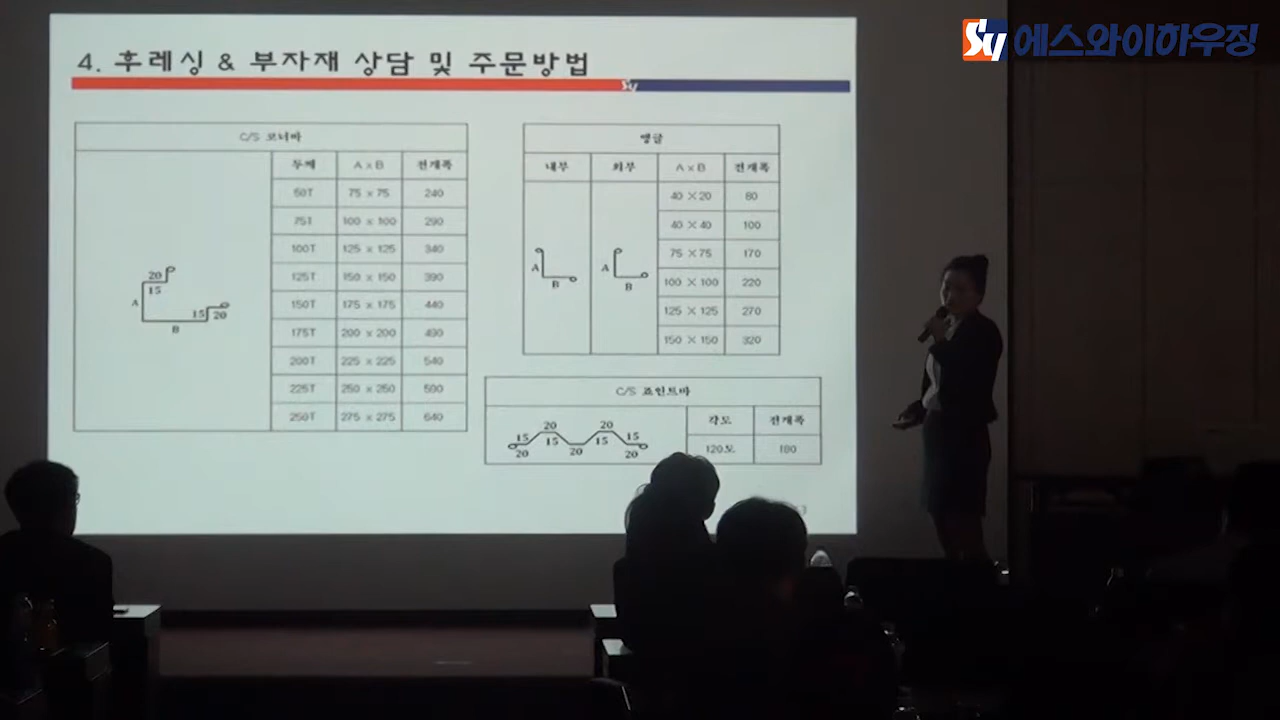 SY 에스와이하우징
4. 후레싱 & 부자재 상담 및 주문방법
SY
C/S 코너바
두께 A x B 전개폭
50T 75 x 75 240
75T 100 x 100 290
100T 125 x 125 340
125T 150 x 150 390
150T 175 x 175 440
175T 200 x 200 490
200T 225 x 225 540
225T 250 x 250 590
250T 275 x 275 640
20
15
A
15 20
B
앵글
내부 외부 A x B 전개폭
40 ×20 80
40 ×40 100
75 ×75 170
100 ×100 220
125 ×125 270
150 ×150 320
A
B
A
B
C/S 죠인트바
각도 전개폭
120도 180
20 20
15 15 15 15
20 20 20